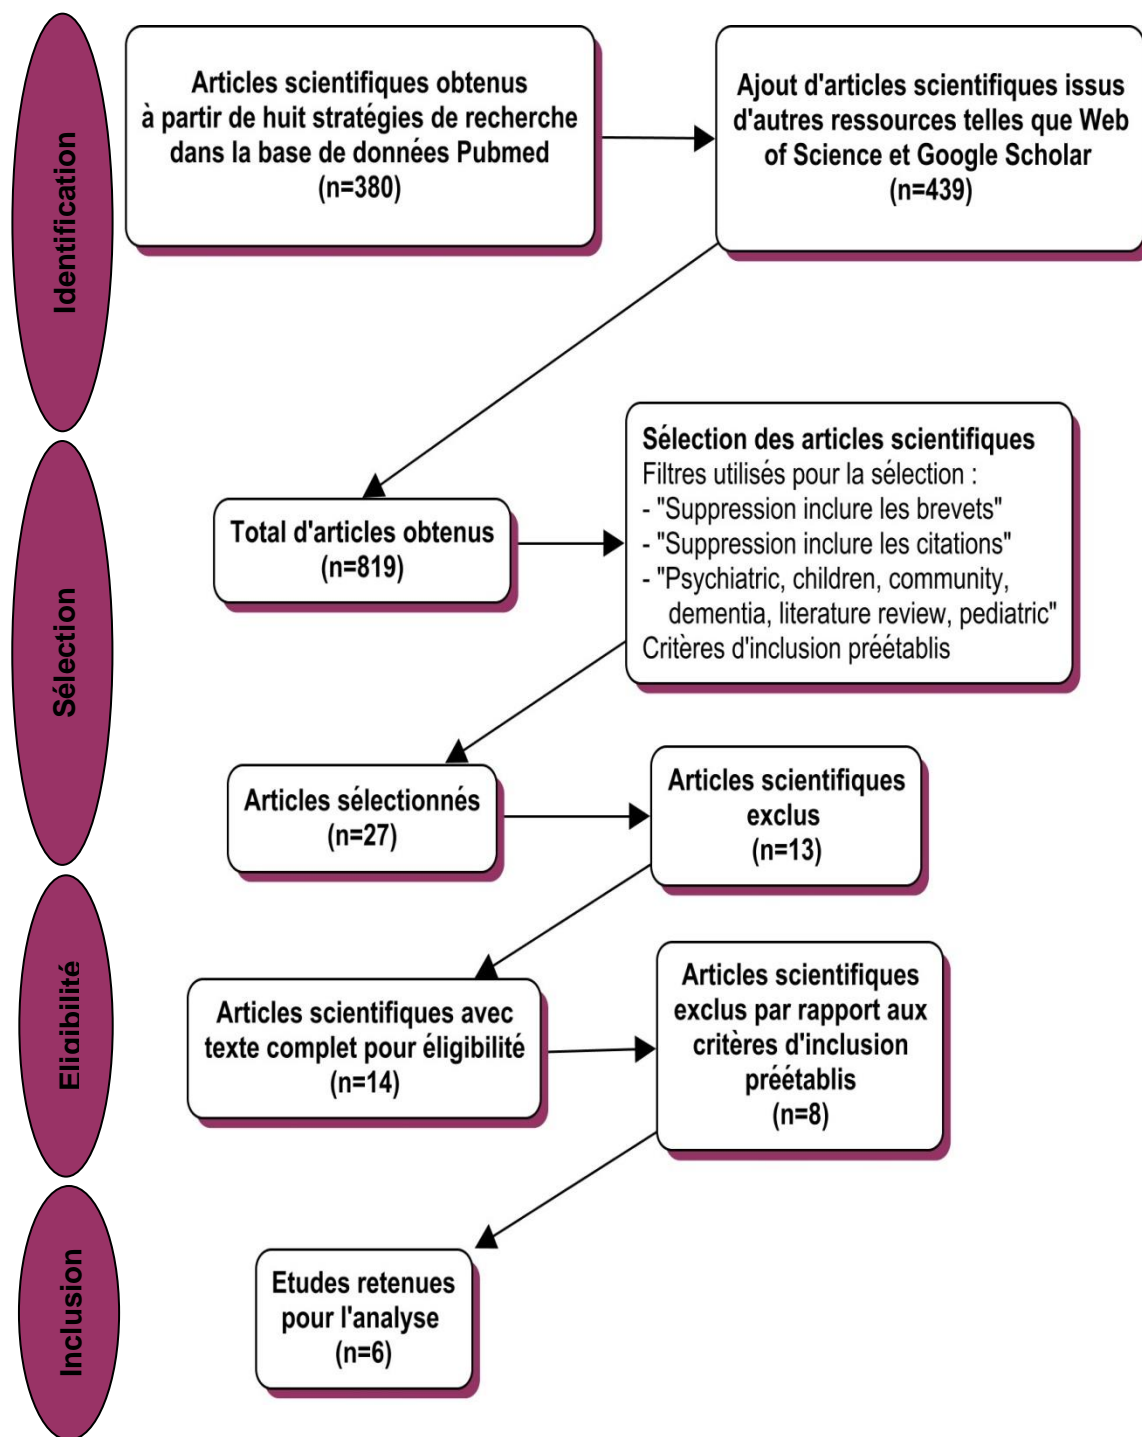 Identification
Articles scientifiques obtenus
à partir de huit stratégies de recherche
dans la base de données Pubmed
(n=380)
Ajout d'articles scientifiques issus
d'autres ressources telles que Web
of Science et Google Scholar
(n=439)
Sélection
Total d'articles obtenus
(n=819)
Sélection des articles scientifiques
Filtres utilisés pour la sélection :
- "Suppression inclure les brevets"
- "Suppression inclure les citations"
- "Psychiatric, children, community,
dementia, literature review, pediatric"
Critères d'inclusion préétablis
Articles sélectionnés
(n=27)
Articles scientifiques
exclus
(n=13)
Eligibilité
Articles scientifiques avec
texte complet pour éligibilité
(n=14)
Articles scientifiques
exclus par rapport aux
critères d'inclusion
préétablis
(n=8)
Inclusion
Etudes retenues
pour l'analyse
(n=6)